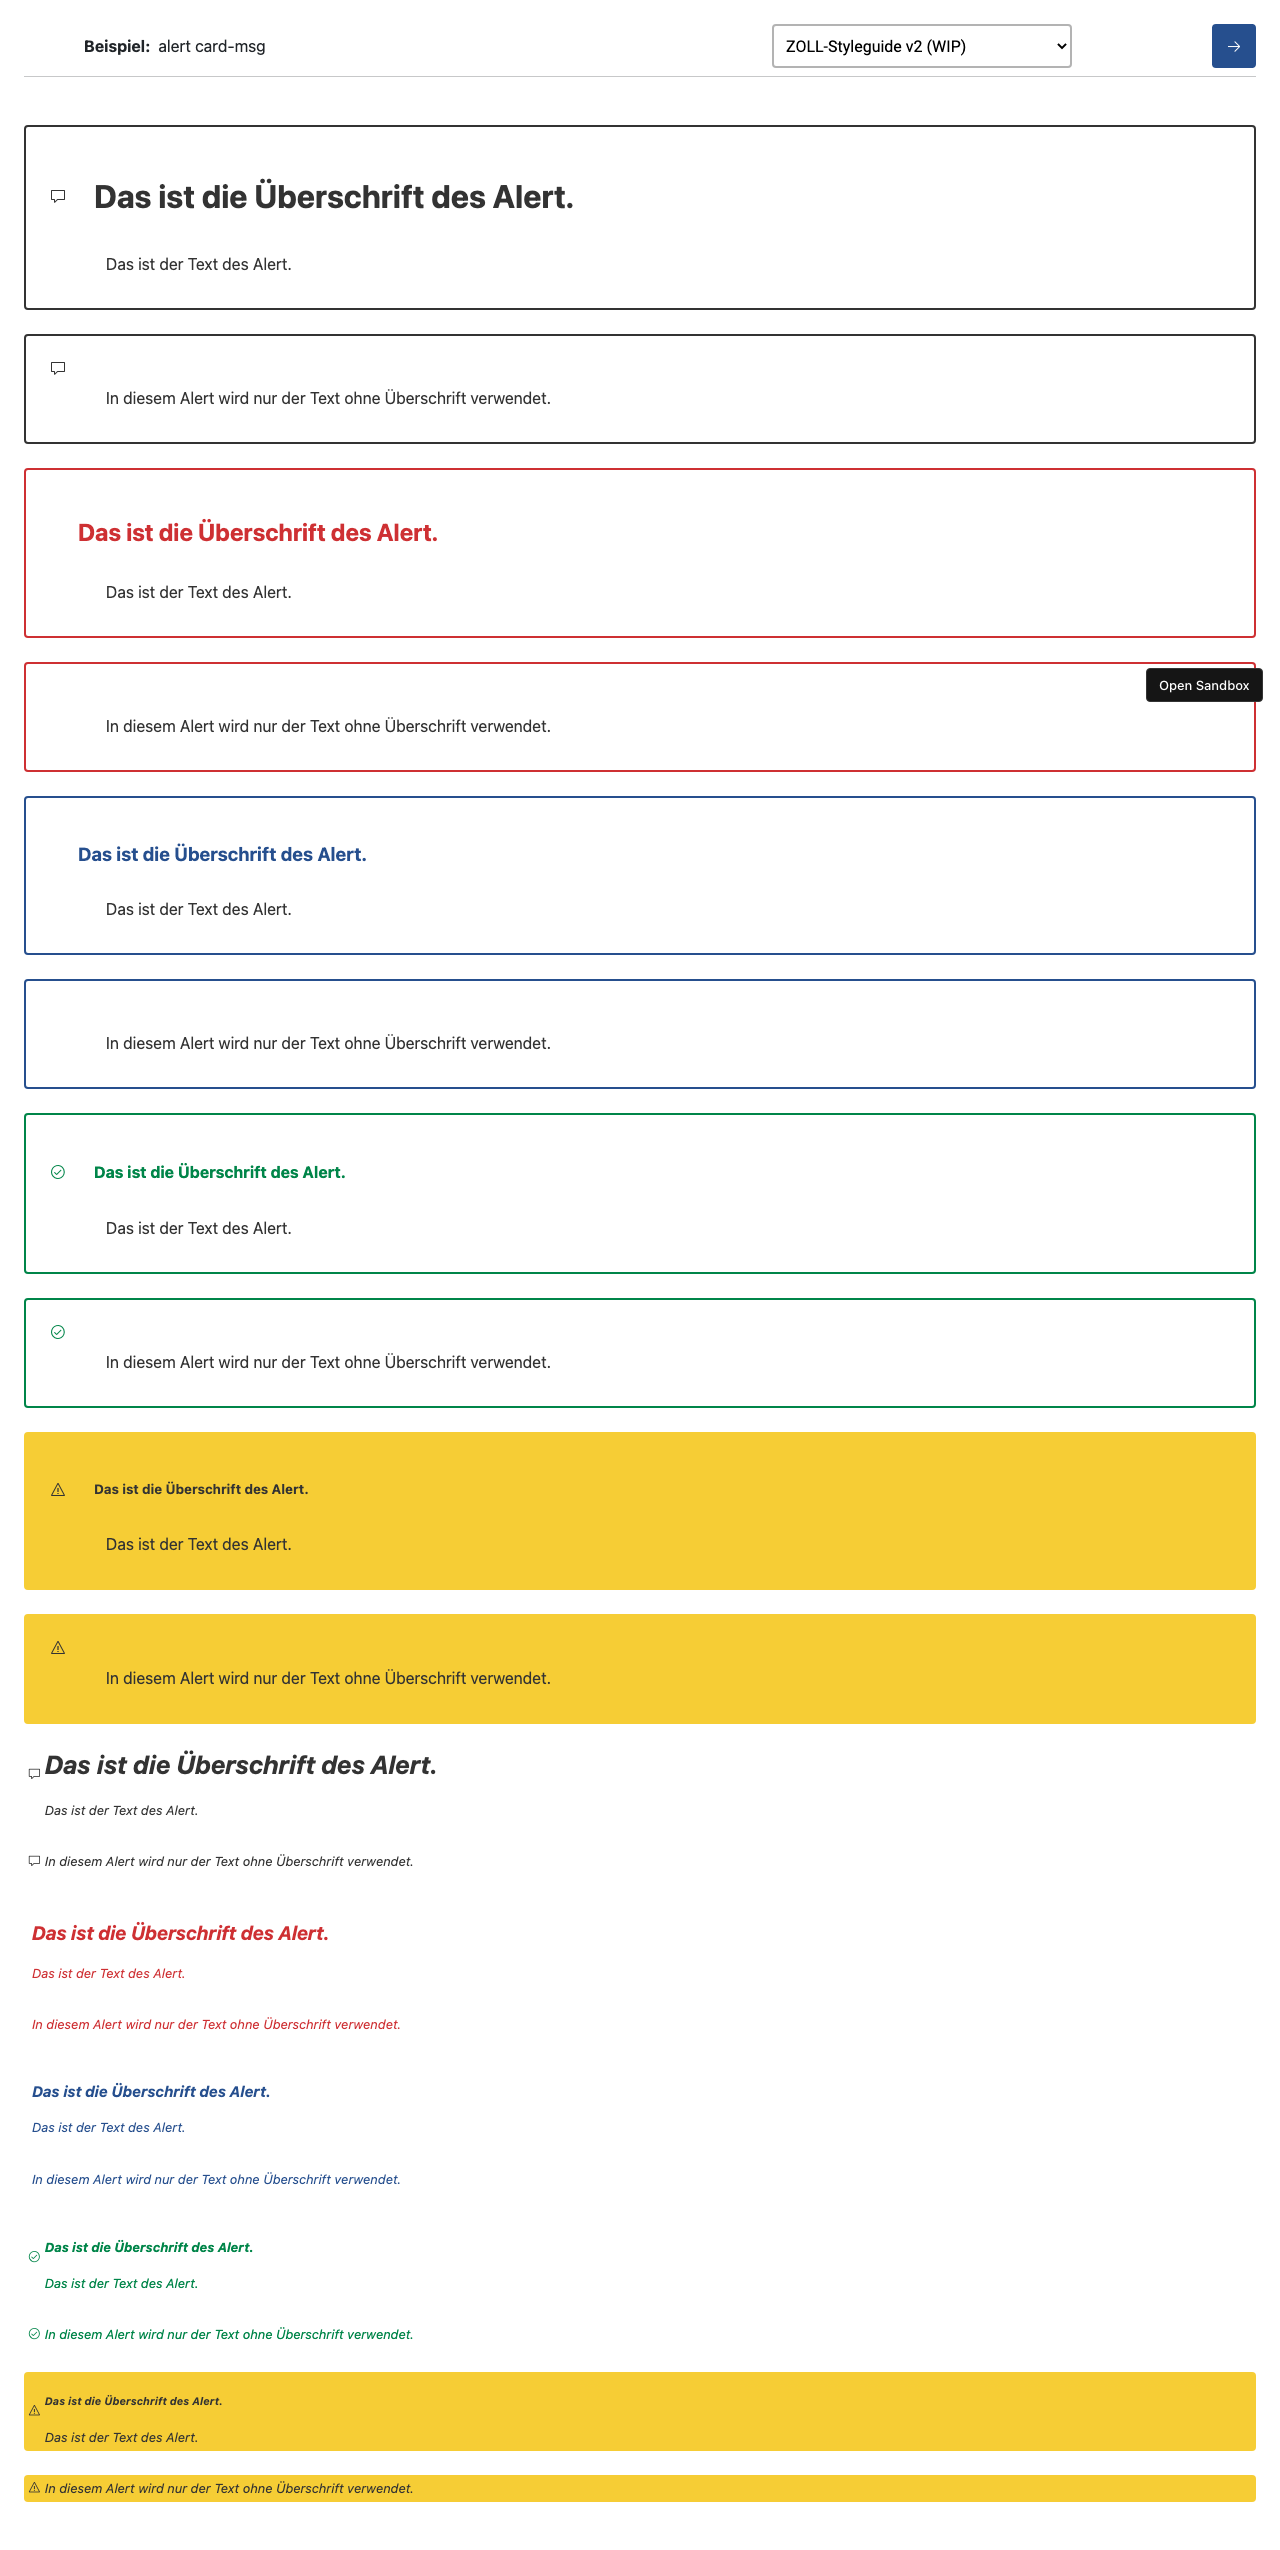 Beispiel: alert card-msg
ZOLL-Styleguide v2 (WIP)
Das ist die Überschrift des Alert.
Das ist der Text des Alert.
In diesem Alert wird nur der Text ohne Überschrift verwendet.
Das ist die Überschrift des Alert.
Das ist der Text des Alert.
Open Sandbox
In diesem Alert wird nur der Text ohne Überschrift verwendet.
Das ist die Überschrift des Alert.
Das ist der Text des Alert.
In diesem Alert wird nur der Text ohne Überschrift verwendet.
Das ist die Überschrift des Alert.
Das ist der Text des Alert.
In diesem Alert wird nur der Text ohne Überschrift verwendet.
Das ist die Überschrift des Alert.
Das ist der Text des Alert.
In diesem Alert wird nur der Text ohne Überschrift verwendet.
Das ist die Überschrift des Alert.
Das ist der Text des Alert.
In diesem Alert wird nur der Text ohne Überschrift verwendet.
Das ist die Überschrift des Alert.
Das ist der Text des Alert.
In diesem Alert wird nur der Text ohne Überschrift verwendet.
Das ist die Überschrift des Alert.
Das ist der Text des Alert.
In diesem Alert wird nur der Text ohne Überschrift verwendet.
Das ist die Überschrift des Alert.
Das ist der Text des Alert.
In diesem Alert wird nur der Text ohne Überschrift verwendet.
Das ist die Überschrift des Alert.
Das ist der Text des Alert.
In diesem Alert wird nur der Text ohne Überschrift verwendet.